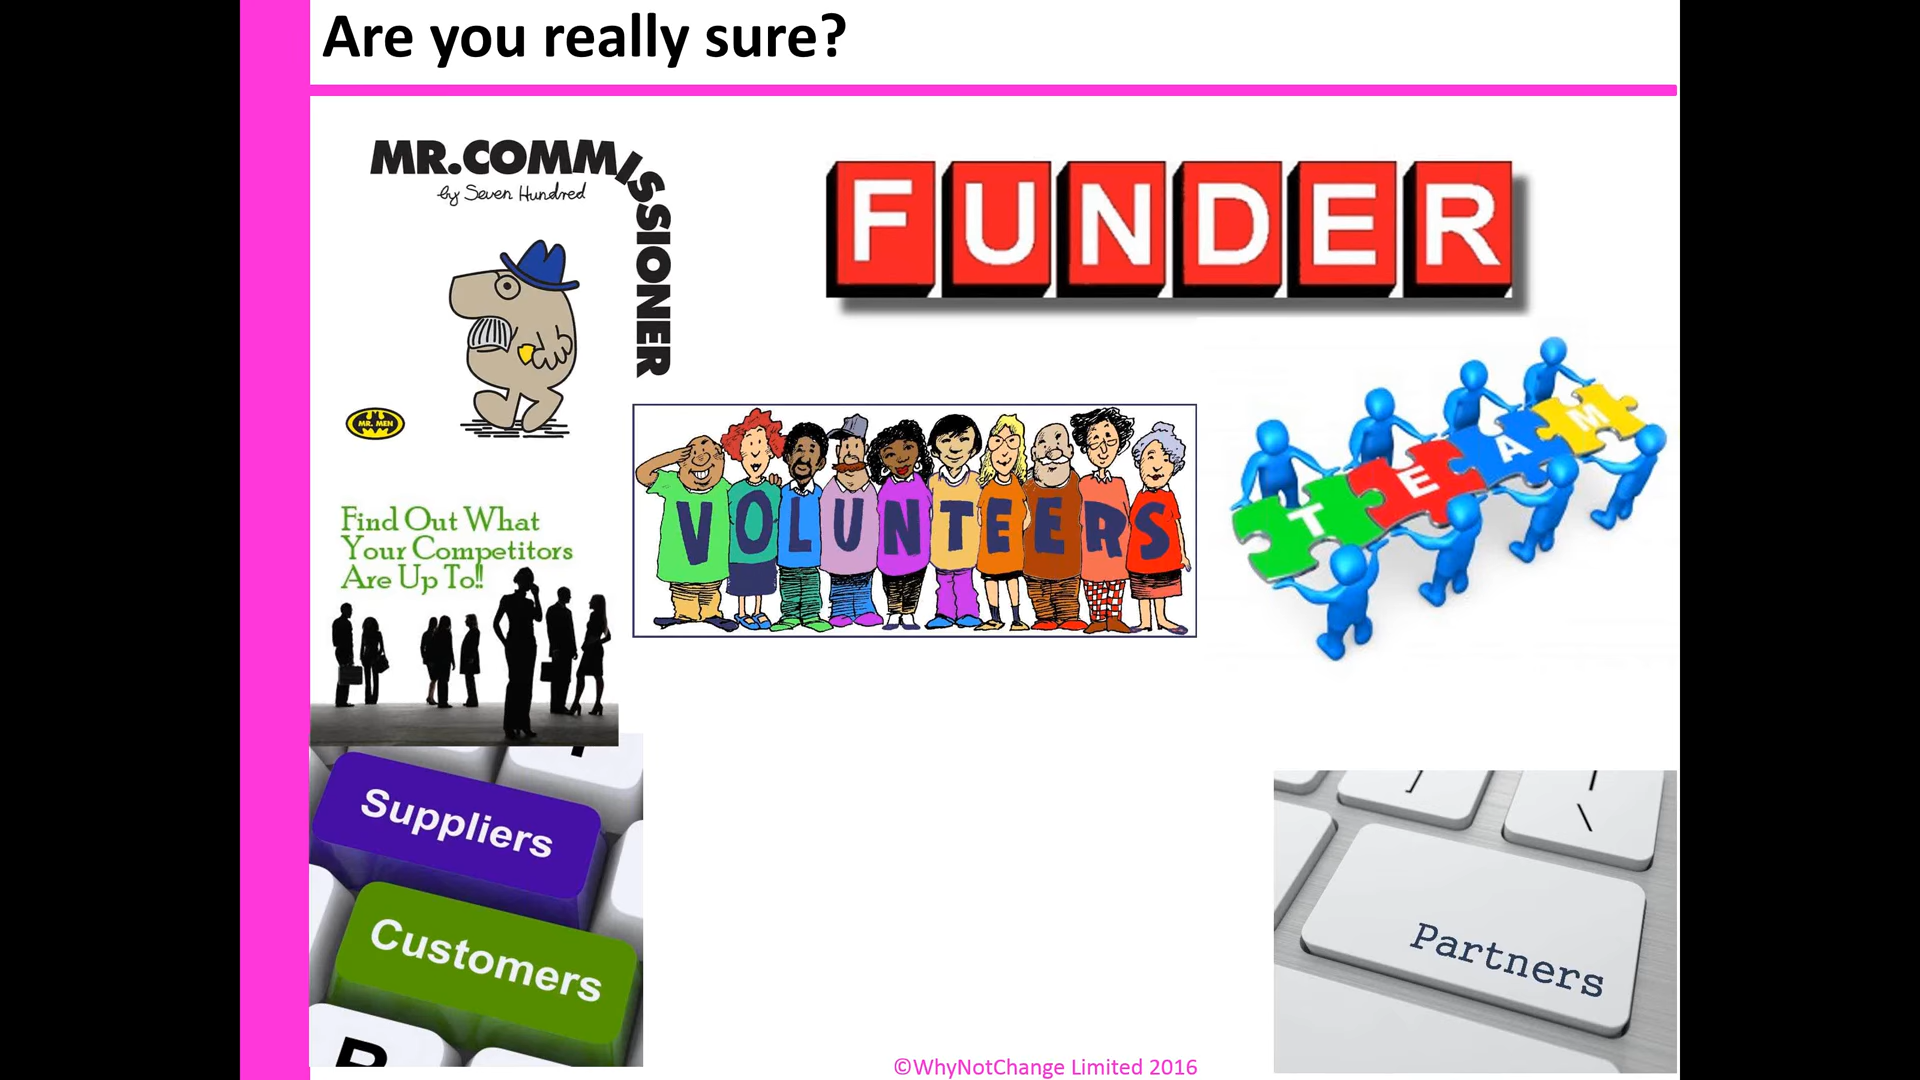 Are you really sure?
MR.COMMISSIONER
by Seven Hundred
MR. MEN
FUNDER
VOLUNTEERS
TEAM
Find Out What
Your Competitors
Are Up To!!
Suppliers
Customers
Partners
©WhyNotChange Limited 2016